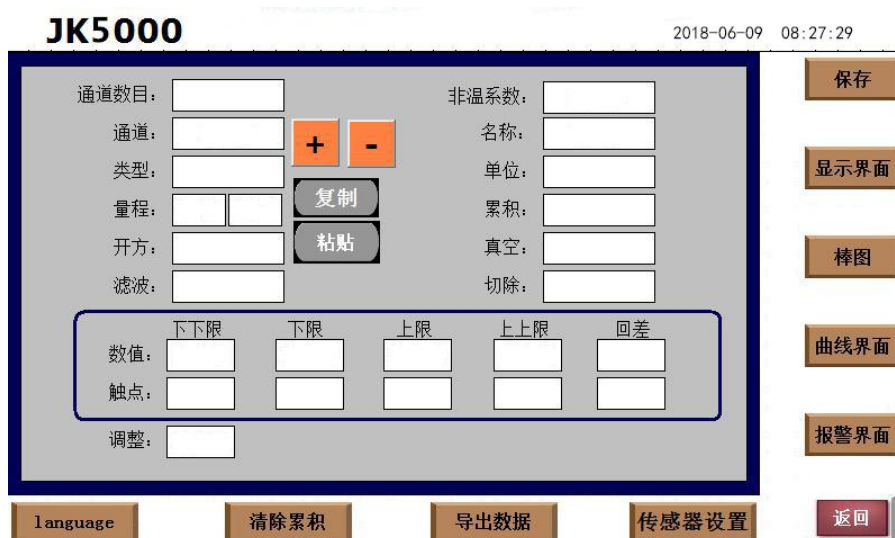 JK5000
2018-06-09 08:27:29
通道数目：
非温系数：
保存
通道：
+
-
名称：
类型：
单位：
显示界面
量程：
复制
累积：
开方：
粘贴
真空：
棒图
滤波：
切除：
下下限 下限 上限 上上限 回差
数值：
曲线界面
触点：
调整：
报警界面
language
清除累积
导出数据
传感器设置
返回